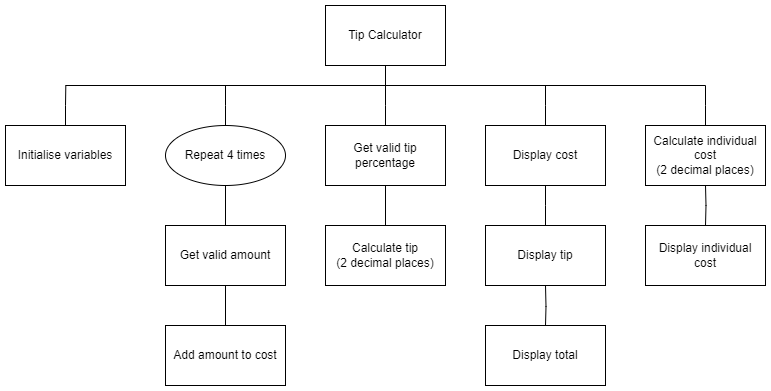 Tip Calculator
Initialise variables
Repeat 4 times
Get valid tip
percentage
Display cost
Calculate individual
cost
(2 decimal places)
Get valid amount
Calculate tip
(2 decimal places)
Display tip
Display individual
cost
Add amount to cost
Display total